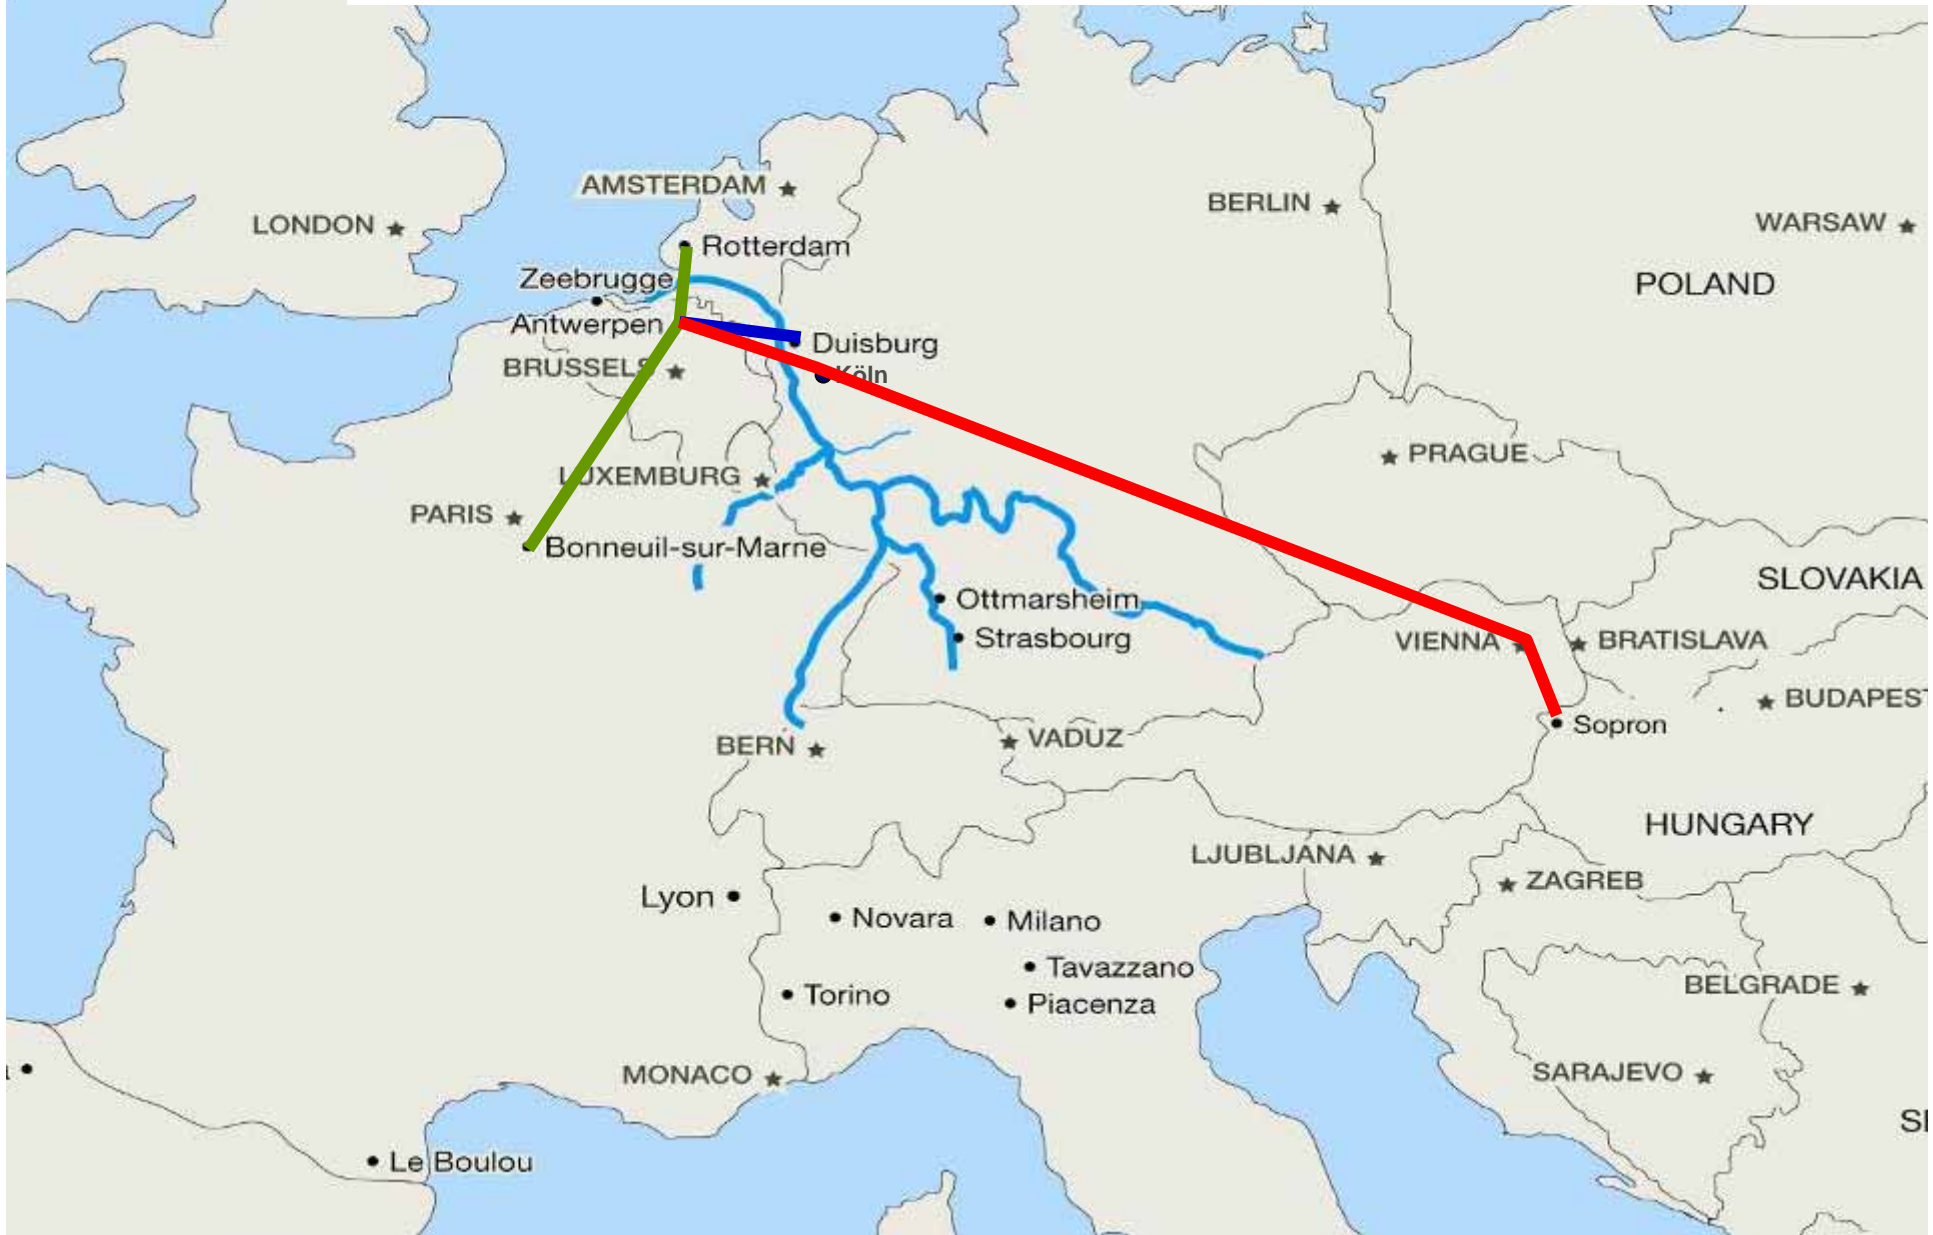 AMSTERDAM
BERLIN
LONDON
WARSAW
Rotterdam
Zeebrugge
POLAND
Antwerpen
Duisburg
BRUSSELS
Köln
PRAGUE
LUXEMBURG
PARIS
Bonneuil-sur-Marne
SLOVAKIA
Ottmarsheim
Strasbourg
VIENNA
BRATISLAVA
BUDAPEST
Sopron
BERN
VADUZ
HUNGARY
LJUBLJANA
ZAGREB
Lyon
Novara
Milano
Tavazzano
BELGRADE
Torino
Piacenza
MONACO
SARAJEVO
Le Boulou